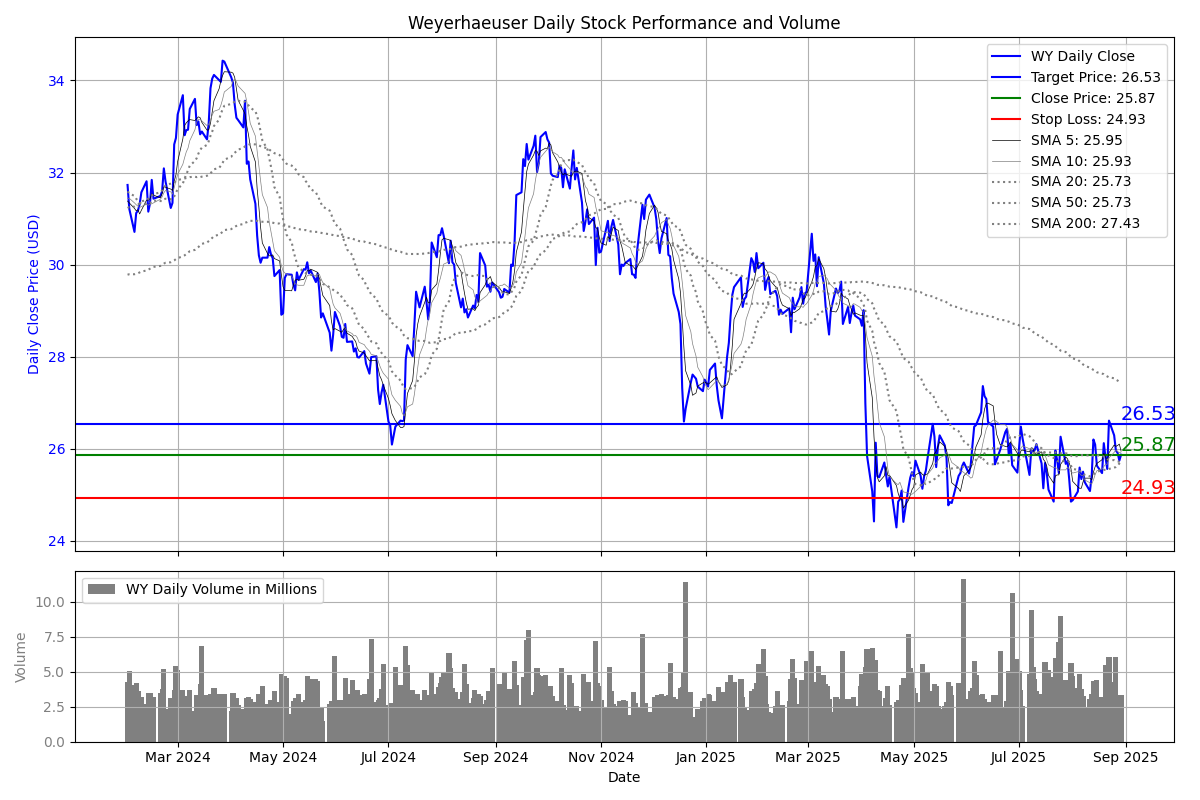 Weyerhaeuser Daily Stock Performance and Volume
Daily Close Price (USD)
34
32
30
28
26
24
WY Daily Close
Target Price: 26.53
Close Price: 25.87
Stop Loss: 24.93
SMA 5: 25.95
SMA 10: 25.93
SMA 20: 25.73
SMA 50: 25.73
SMA 200: 27.43
26.53
25.87
24.93
Volume
10.0
7.5
5.0
2.5
0.0
WY Daily Volume in Millions
Mar 2024 May 2024 Jul 2024 Sep 2024 Nov 2024 Jan 2025 Mar 2025 May 2025 Jul 2025 Sep 2025
Date